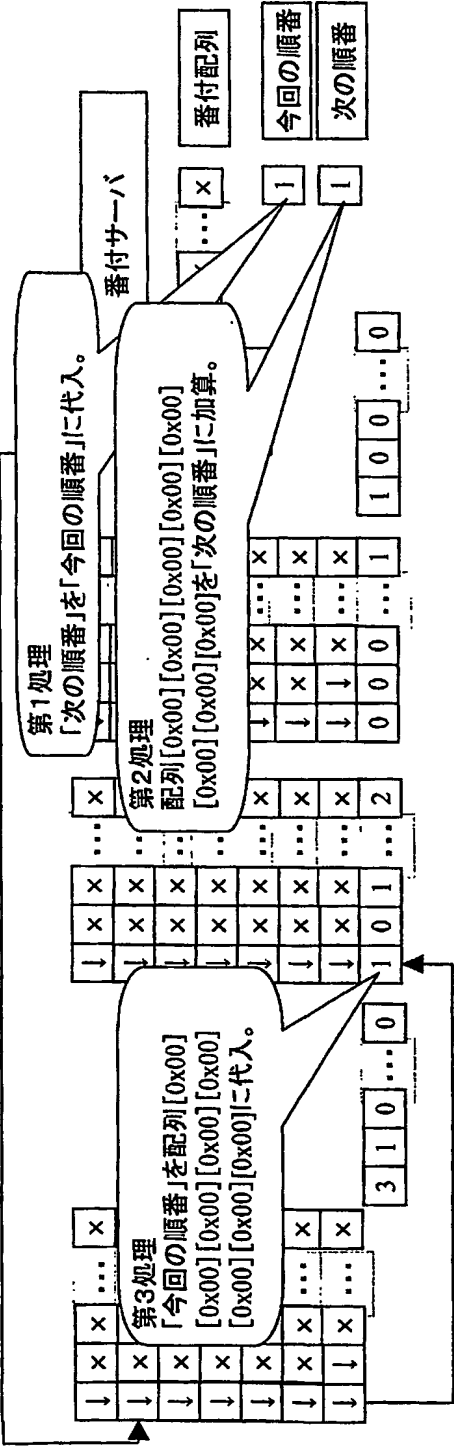 番付サーバ
番付配列
今回の順番
次の順番
× … ×
1
1
第1処理
「次の順番」を「今回の順番」に代入。
第2処理
配列[0x00][0x00][0x00][0x00][0x00]
[0x00][0x00][0x00]を「次の順番」に加算。
第3処理
「今回の順番」を配列[0x00]
[0x00][0x00][0x00][0x00]
[0x00][0x00][0x00]に代入。
↓ × × … ×
↓ ×
↓ ×
↓ ×
↓ ×
↓ × × … ×
↓ ↓ × … ×
3 1 0 … 0
↓ × × … ×
↓ × × …
↓ × × …
↓ × × …
↓ × × … ×
↓ × × … ×
↓ × × … ×
1 0 1 … 2
↓ × × … ×
↓ × × … ×
↓ ↓ × … ×
0 0 0 … 1
1 0 0 … 0